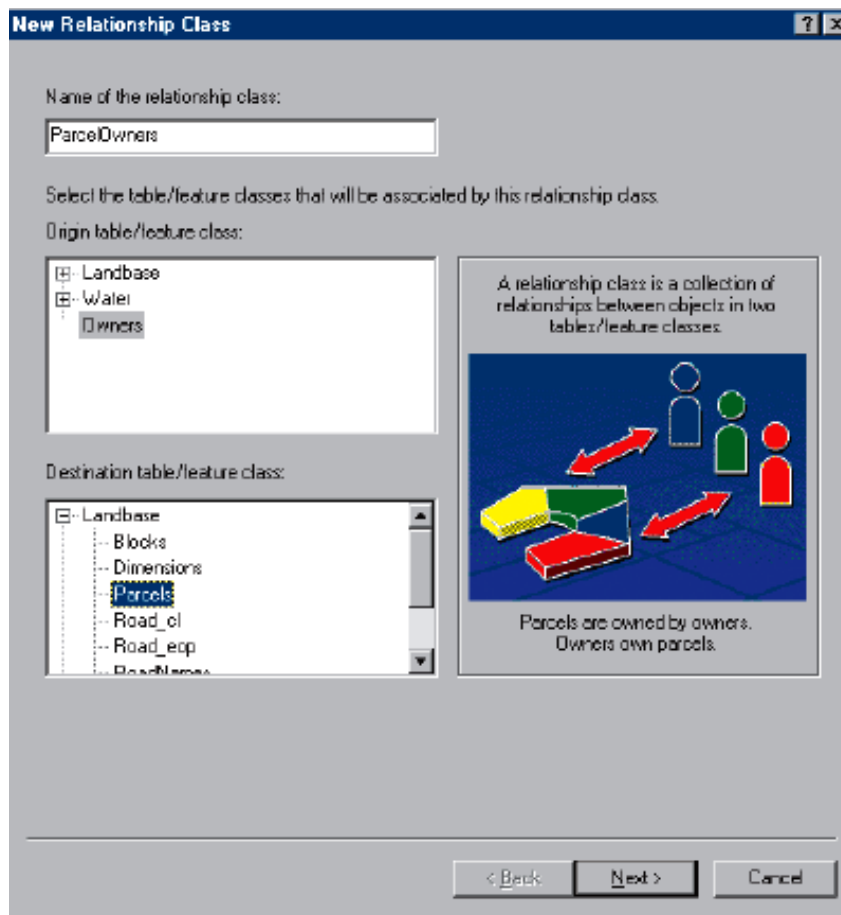 New Relationship Class
Name of the relationship class:
ParcelOwners
Select the table/feature classes that will be associated by this relationship class.
Origin table/feature class:
Landbase
Water
Owners
A relationship class is a collection of
relationships between objects in two
tables/feature classes.
Destination table/feature class:
Landbase
Blocks
Dimensions
Parcels
Road_cl
Road_eop
RoadNames
Parcels are owned by owners.
Owners own parcels.
< Back
Next >
Cancel